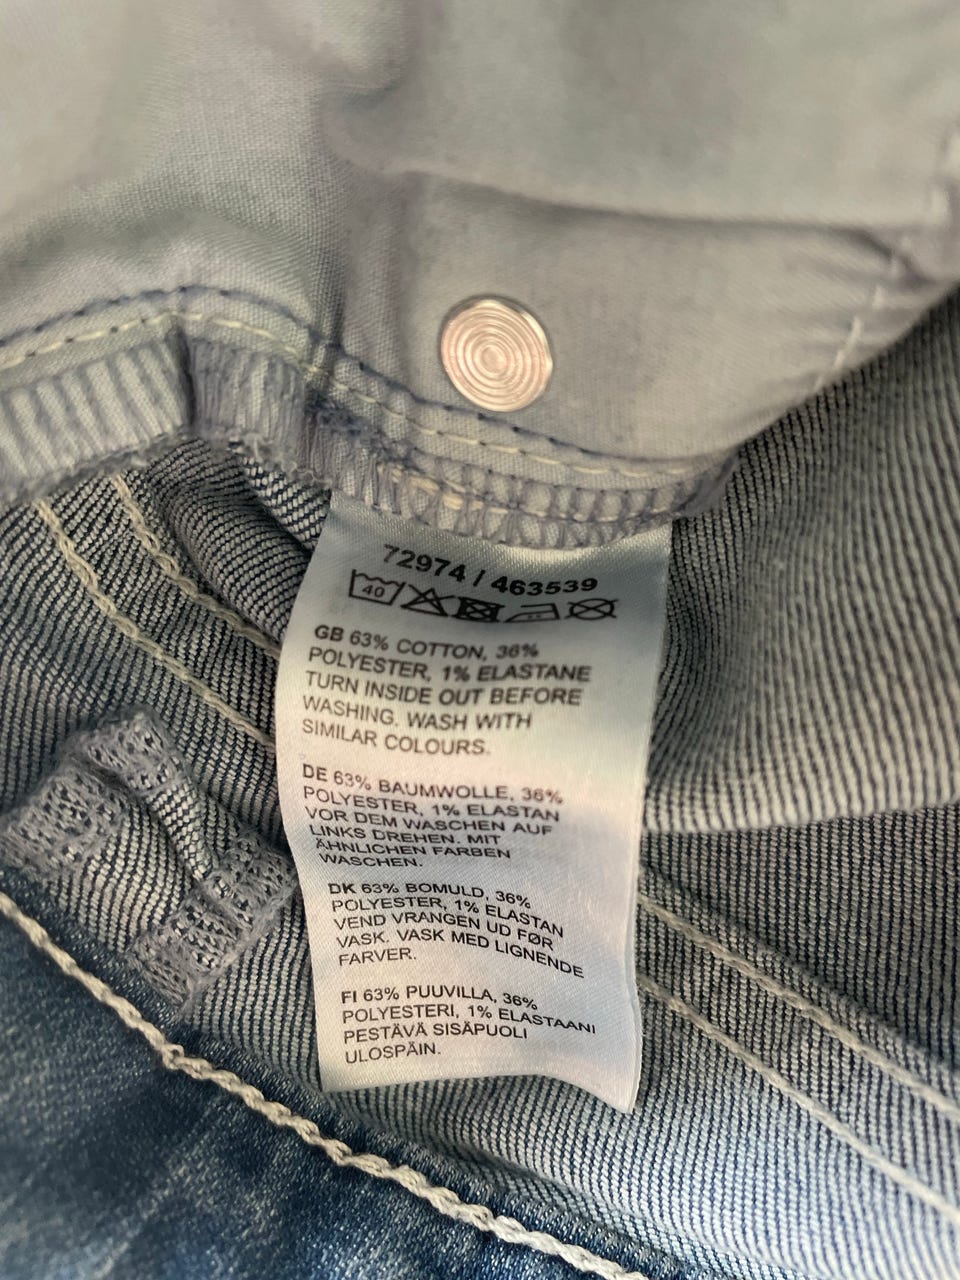 72974 / 463539
40
GB 63% COTTON, 36%
POLYESTER, 1% ELASTANE
TURN INSIDE OUT BEFORE
WASHING. WASH WITH
SIMILAR COLOURS.
DE 63% BAUMWOLLE, 36%
POLYESTER, 1% ELASTAN
VOR DEM WASCHEN AUF
LINKS DREHEN. MIT
ÄHNLICHEN FARBEN
WASCHEN.
DK 63% BOMULD, 36%
POLYESTER, 1% ELASTAN
VEND VRANGEN UD FØR
VASK. VASK MED LIGNENDE
FARVER.
FI 63% PUUVILLA, 36%
POLYESTERI, 1% ELASTAANI
PESTÄVÄ SISÄPUOLI
ULOSPÄIN.